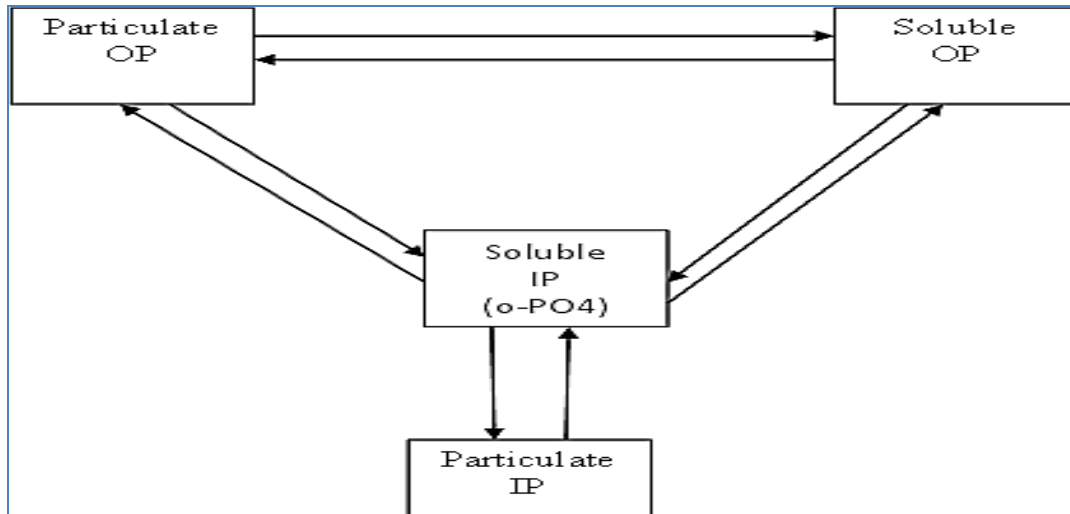 Particulate
OP
Soluble
OP
Soluble
IP
(o-PO4)
Particulate
IP